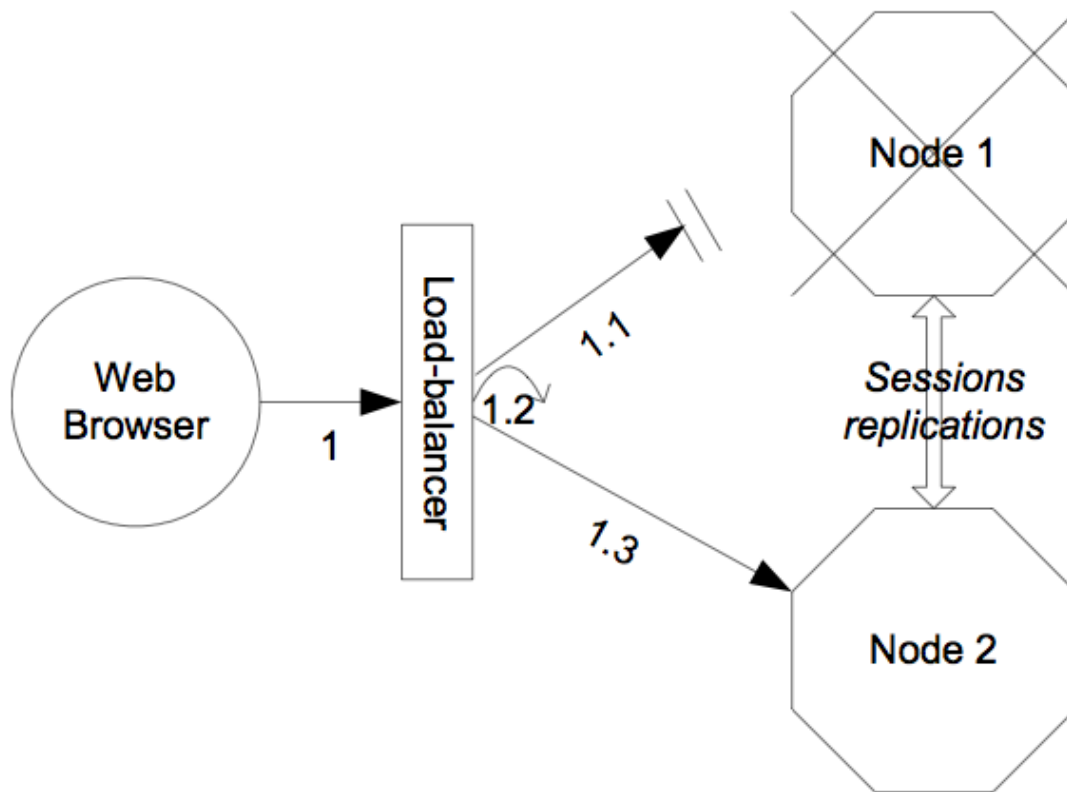 Web
Browser
1
Load-balancer
1.1
1.2
1.3
Node 1
Sessions
replications
Node 2